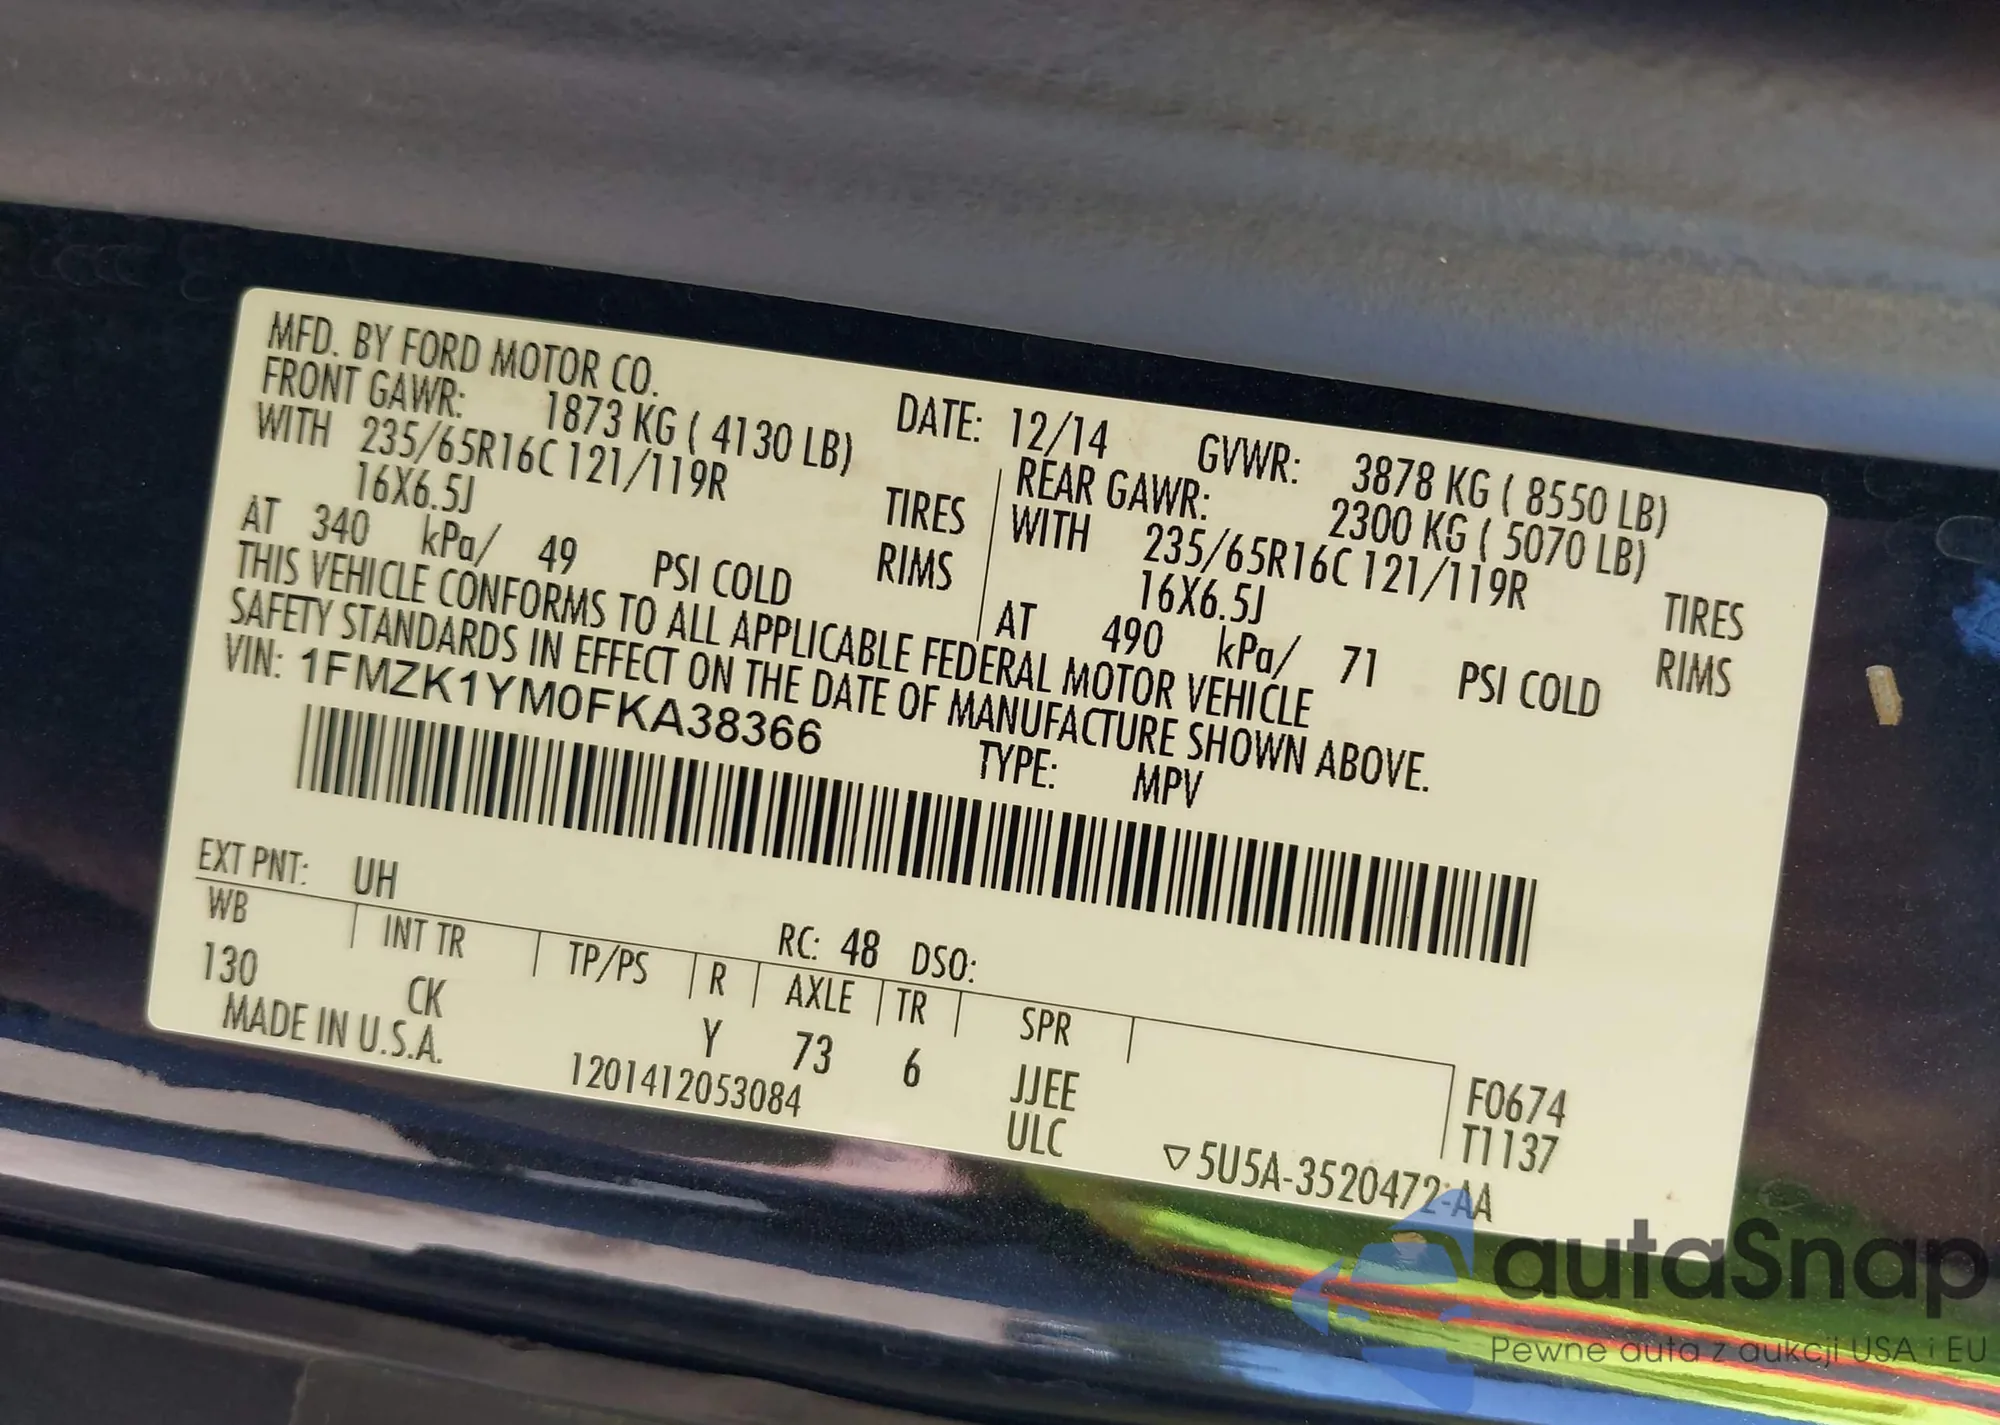 MFD. BY FORD MOTOR CO.
DATE: 12/14 GVWR: 3878 KG ( 8550 LB)
FRONT GAWR: 1873 KG ( 4130 LB)
WITH 235/65R16C 121/119R TIRES
16X6.5J RIMS
AT 340 kPa/ 49 PSI COLD
REAR GAWR: 2300 KG ( 5070 LB)
WITH 235/65R16C 121/119R TIRES
16X6.5J RIMS
AT 490 kPa/ 71 PSI COLD
THIS VEHICLE CONFORMS TO ALL APPLICABLE FEDERAL MOTOR VEHICLE
SAFETY STANDARDS IN EFFECT ON THE DATE OF MANUFACTURE SHOWN ABOVE.
VIN: 1FMZK1YM0FKA38366
TYPE: MPV
EXT PNT: UH RC: 48 DSO:
WB INT TR TP/PS R AXLE TR SPR
130 CK Y 73 6 JJEE
ULC
F0674
T1137
MADE IN U.S.A.
1201412053084
▽5U5A-3520472-AA
autaSnap
Pewne auta z aukcji USA i EU